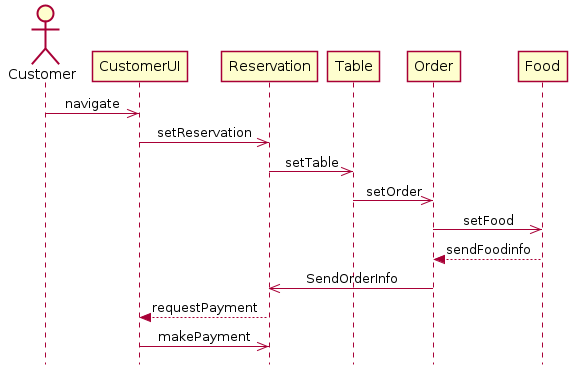 Customer
CustomerUI
Reservation
Table
Order
Food
navigate
setReservation
setTable
setOrder
setFood
sendFoodinfo
SendOrderInfo
requestPayment
makePayment